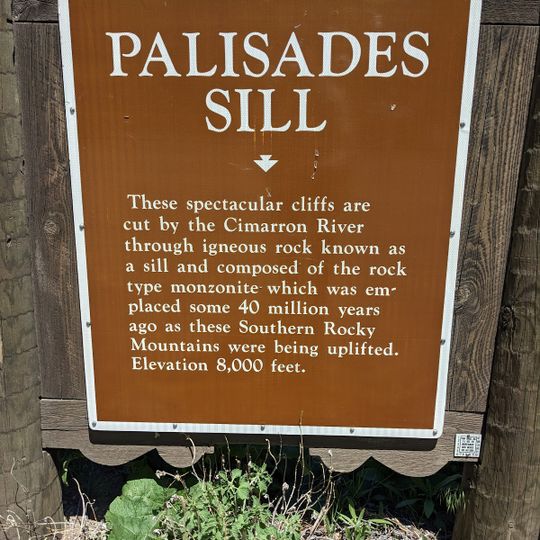 PALISADES
SILL
These spectacular cliffs are
cut by the Cimarron River
through igneous rock known as
a sill and composed of the rock
type monzonite which was em-
placed some 40 million years
ago as these Southern Rocky
Mountains were being uplifted.
Elevation 8,000 feet.